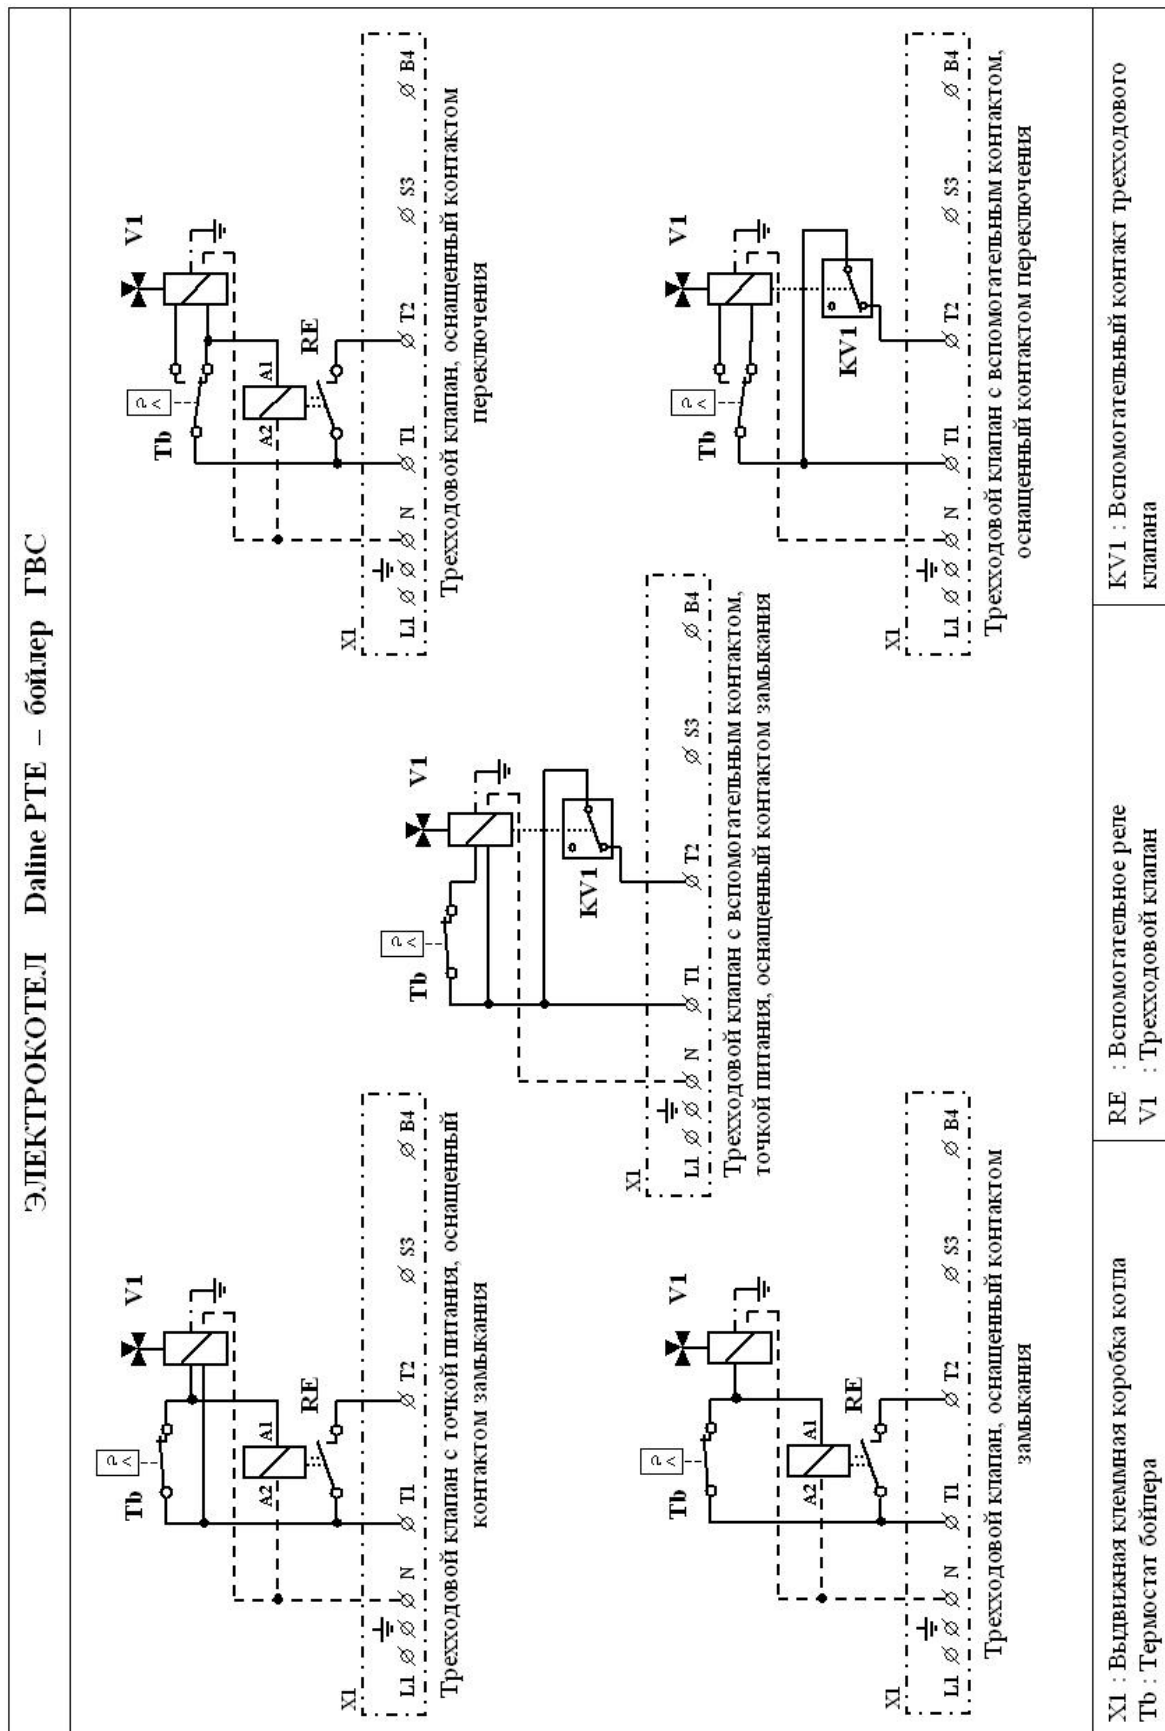 ЭЛЕКТРОКОТЕЛ Daline PTE – бойлер ГВС
V1
Tb
A2
A1
RE
X1
L1
N
T1
T2
S3
B4
Трехходовой клапан с точкой питания, оснащенный
контактом замыкания
V1
Tb
A2
A1
RE
X1
L1
N
T1
T2
S3
B4
Трехходовой клапан, оснащенный контактом
переключения
V1
Tb
KV1
X1
L1
N
T1
T2
S3
B4
Трехходовой клапан с вспомогательным контактом,
точкой питания, оснащенный контактом замыкания
V1
Tb
A2
A1
RE
X1
L1
N
T1
T2
S3
B4
Трехходовой клапан, оснащенный контактом
замыкания
V1
Tb
KV1
X1
L1
N
T1
T2
S3
B4
Трехходовой клапан с вспомогательным контактом,
оснащенный контактом переключения
X1 : Выдвижная клеммная коробка котла
Tb : Термостат бойлера
RE : Вспомогательное реле
V1 : Трехходовой клапан
KV1 : Вспомогательный контакт трехходового
клапана